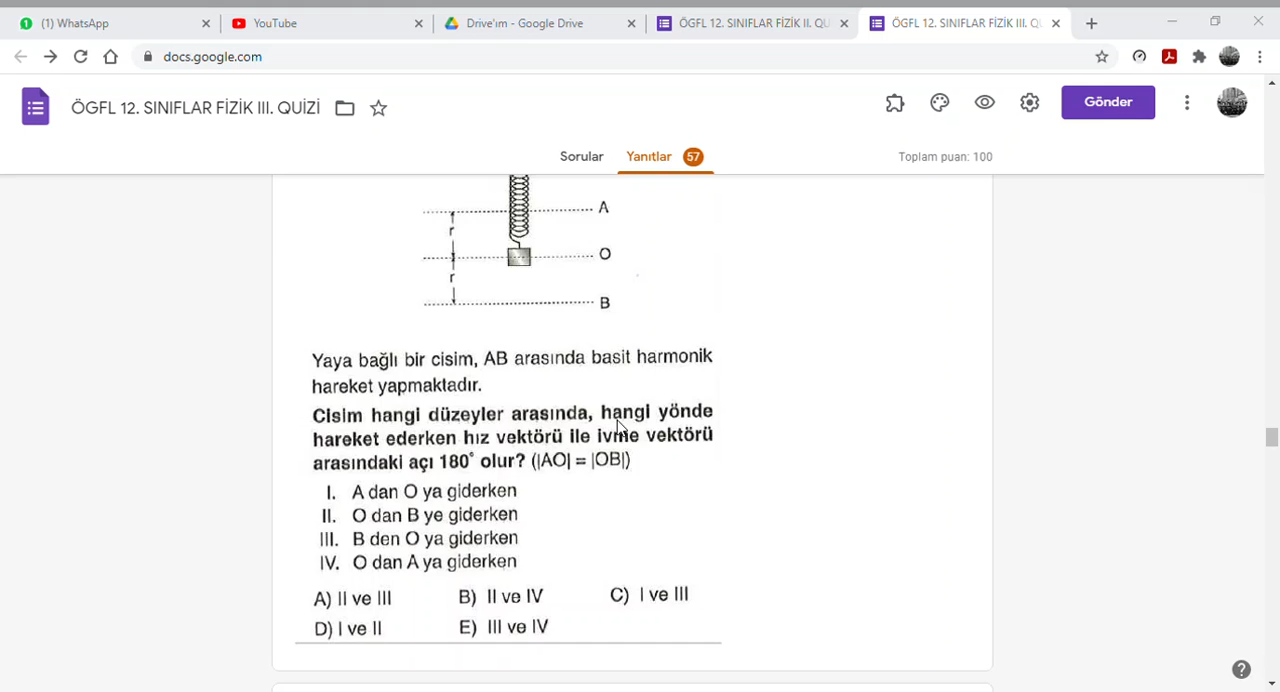 (1) WhatsApp
YouTube
Drive'ım - Google Drive
ÖGFL 12. SINIFLAR FİZİK II. QU
ÖGFL 12. SINIFLAR FİZİK III. Q
docs.google.com
ÖGFL 12. SINIFLAR FİZİK III. QUIZİ
Gönder
Sorular
Yanıtlar 57
Toplam puan: 100
A
r
O
r
B
Yaya bağlı bir cisim, AB arasında basit harmonik
hareket yapmaktadır.
Cisim hangi düzeyler arasında, hangi yönde
hareket ederken hız vektörü ile ivme vektörü
arasındaki açı 180° olur? (|AO| = |OB|)
I. A dan O ya giderken
II. O dan B ye giderken
III. B den O ya giderken
IV. O dan A ya giderken
A) II ve III B) II ve IV C) I ve III
D) I ve II E) III ve IV